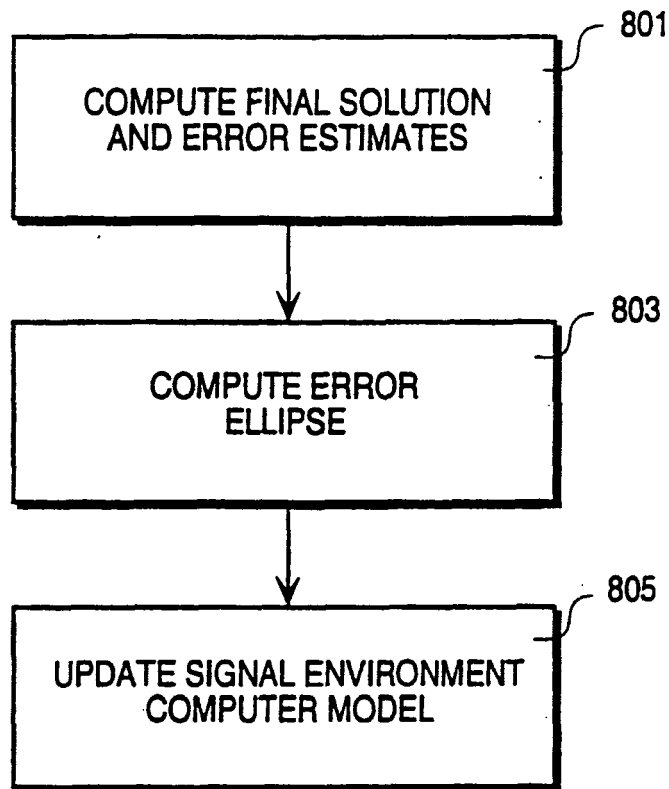 801
COMPUTE FINAL SOLUTION
AND ERROR ESTIMATES
803
COMPUTE ERROR
ELLIPSE
805
UPDATE SIGNAL ENVIRONMENT
COMPUTER MODEL